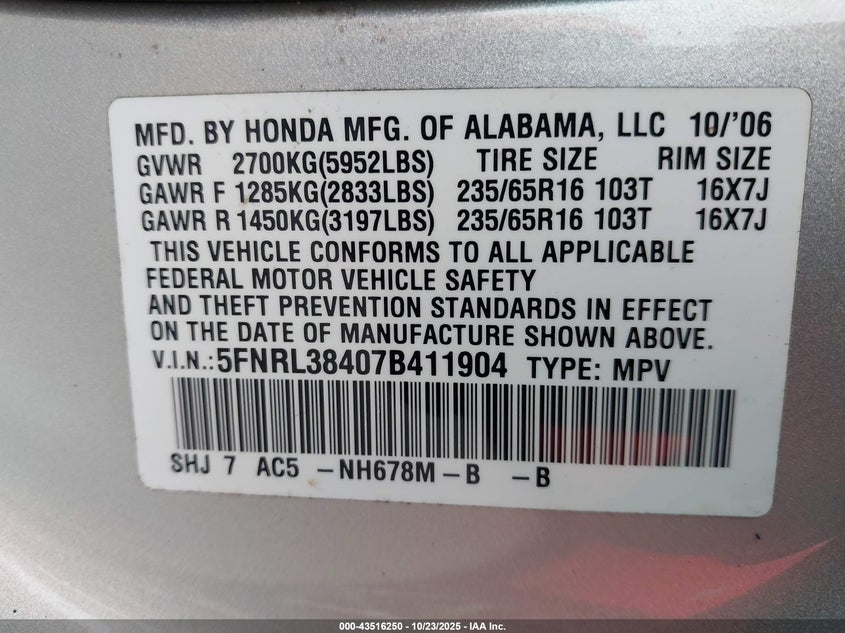 MFD. BY HONDA MFG. OF ALABAMA, LLC 10/'06
GVWR 2700KG(5952LBS) TIRE SIZE RIM SIZE
GAWR F 1285KG(2833LBS) 235/65R16 103T 16X7J
GAWR R 1450KG(3197LBS) 235/65R16 103T 16X7J
THIS VEHICLE CONFORMS TO ALL APPLICABLE
FEDERAL MOTOR VEHICLE SAFETY
AND THEFT PREVENTION STANDARDS IN EFFECT
ON THE DATE OF MANUFACTURE SHOWN ABOVE.
V.I.N.:5FNRL38407B411904 TYPE: MPV
SHJ 7 AC5 -NH678M-B -B
000-43516250 - 10/23/2025 - IAA Inc.